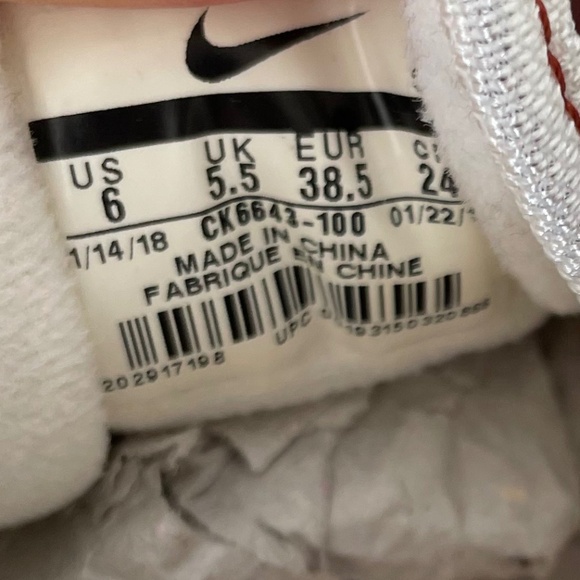 US UK EUR
6 5.5 38.5 24
CK6643-100
1/14/18 01/22/1
MADE IN CHINA
FABRIQUE EN CHINE
202917198 UPC